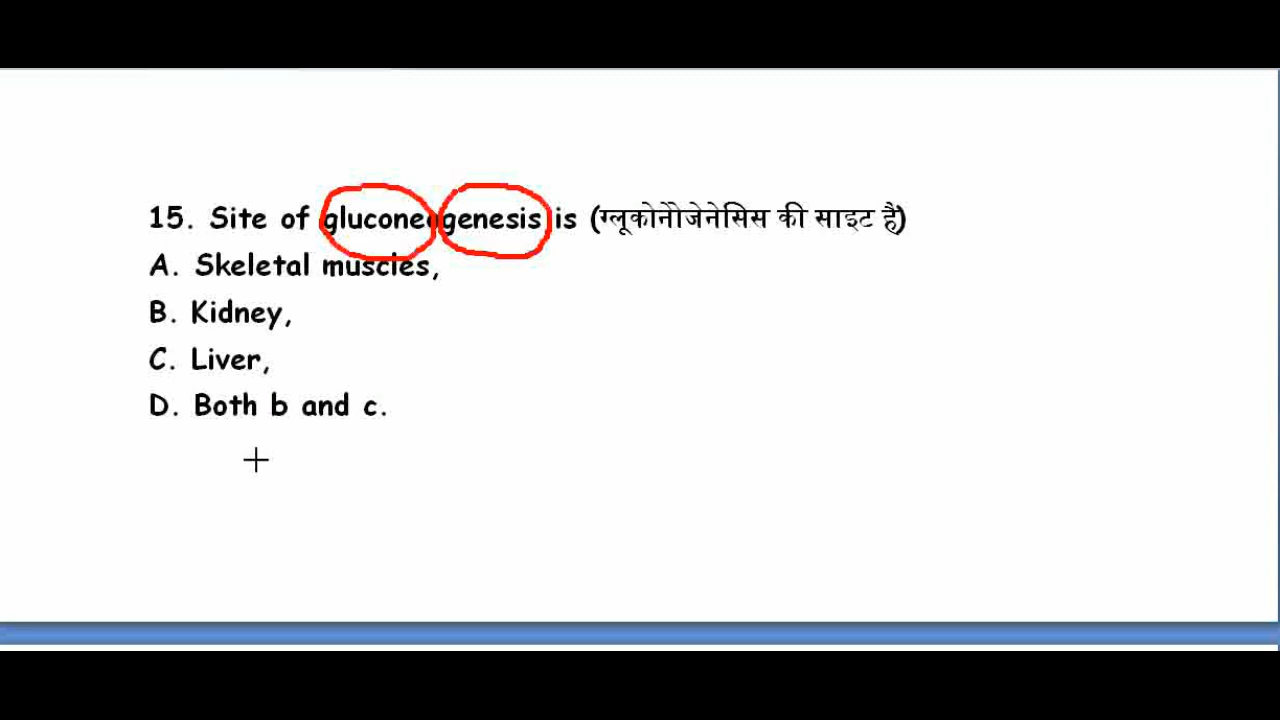 15. Site of gluconeogenesis is (ग्लूकोनोेजेनेसिस की साइट है)
A. Skeletal muscles,
B. Kidney,
C. Liver,
D. Both b and c.